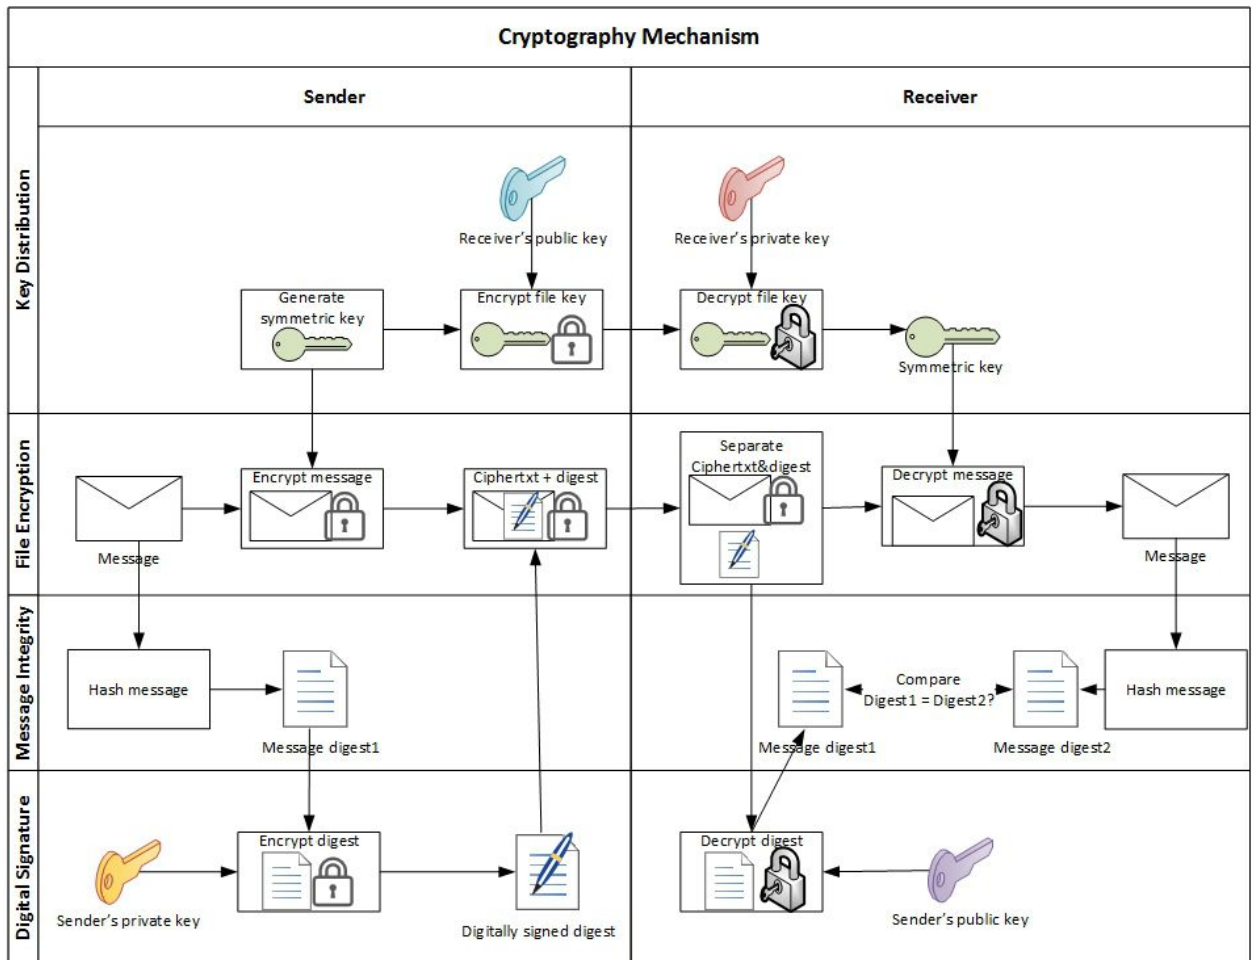 Cryptography Mechanism
Sender
Receiver
Key Distribution
Receiver's public key
Receiver's private key
Generate
symmetric key
Encrypt file key
Decrypt file key
Symmetric key
File Encryption
Message
Encrypt message
Ciphertxt + digest
Separate
Ciphertxt&digest
Decrypt message
Message
Message Integrity
Hash message
Message digest1
Message digest1
Compare
Digest1 = Digest2?
Message digest2
Hash message
Digital Signature
Sender's private key
Encrypt digest
Digitally signed digest
Decrypt digest
Sender's public key